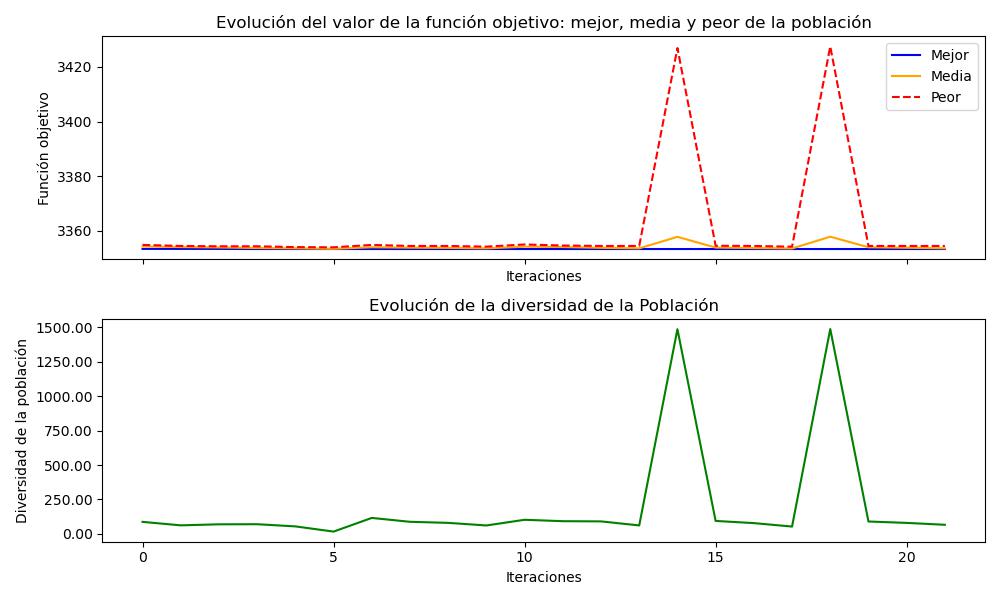 Evolución del valor de la función objetivo: mejor, media y peor de la población
Función objetivo
3420
3400
3380
3360
Mejor
Media
Peor
Iteraciones
Evolución de la diversidad de la Población
Diversidad de la población
1500.00
1250.00
1000.00
750.00
500.00
250.00
0.00
0 5 10 15 20
Iteraciones